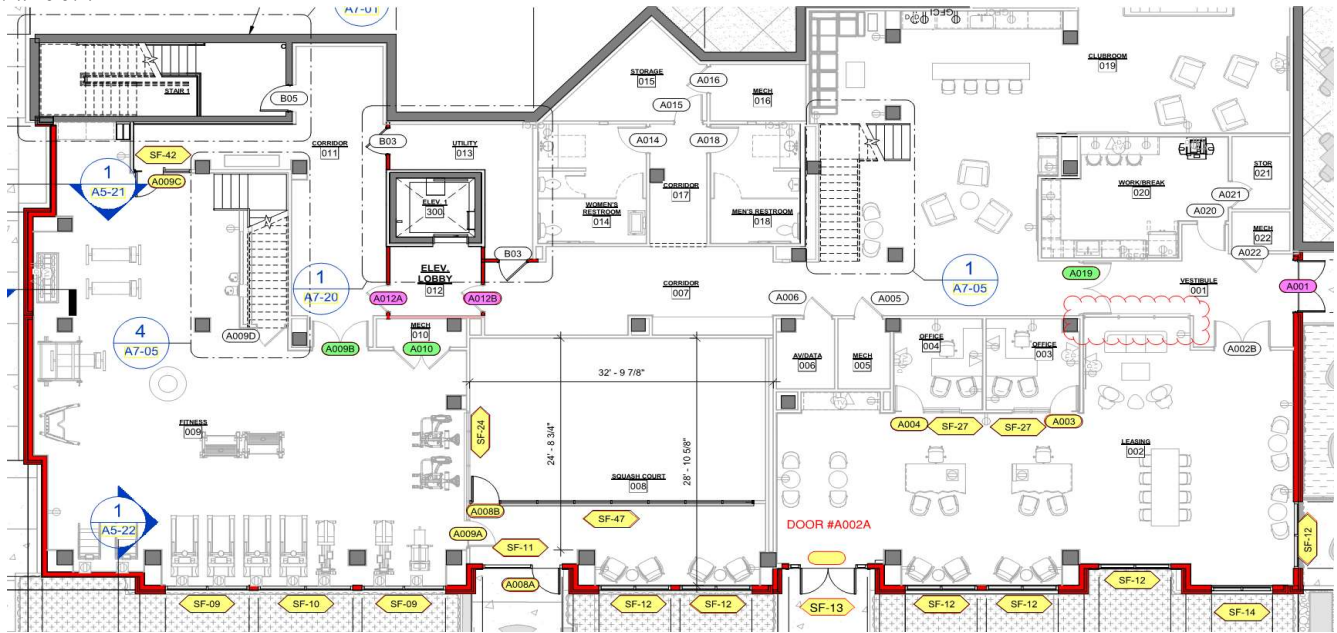 A7-01
GFCI
STAIR 1
B05
STORAGE
015
A016
MECH
016
A015
CLUBROOM
019
CORRIDOR
011
B03
UTILITY
013
A014
A018
SF-42
1
A5-21
A009C
ELEV. 1
300
CORRIDOR
017
WOMEN'S
RESTROOM
014
MEN'S RESTROOM
018
WORK/BREAK
020
STOR
021
A021
A020
MECH
022
A022
B03
ELEV.
LOBBY
012
1
A7-20
A012A
A012B
CORRIDOR
007
1
A7-05
A019
VESTIBULE
001
A001
A006
A005
4
A7-05
A009D
A009B
MECH
010
A010
AV/DATA
006
MECH
005
OFFICE
004
OFFICE
003
A002B
32' - 9 7/8"
24' - 8 3/4"
28' - 10 5/8"
FITNESS
009
SF-24
A004
SF-27
SF-27
A003
LEASING
002
SQUASH COURT
008
1
A5-22
A008B
A009A
SF-47
DOOR #A002A
SF-11
SF-12
A008A
SF-09
SF-10
SF-09
SF-12
SF-12
SF-13
SF-12
SF-12
SF-12
SF-14